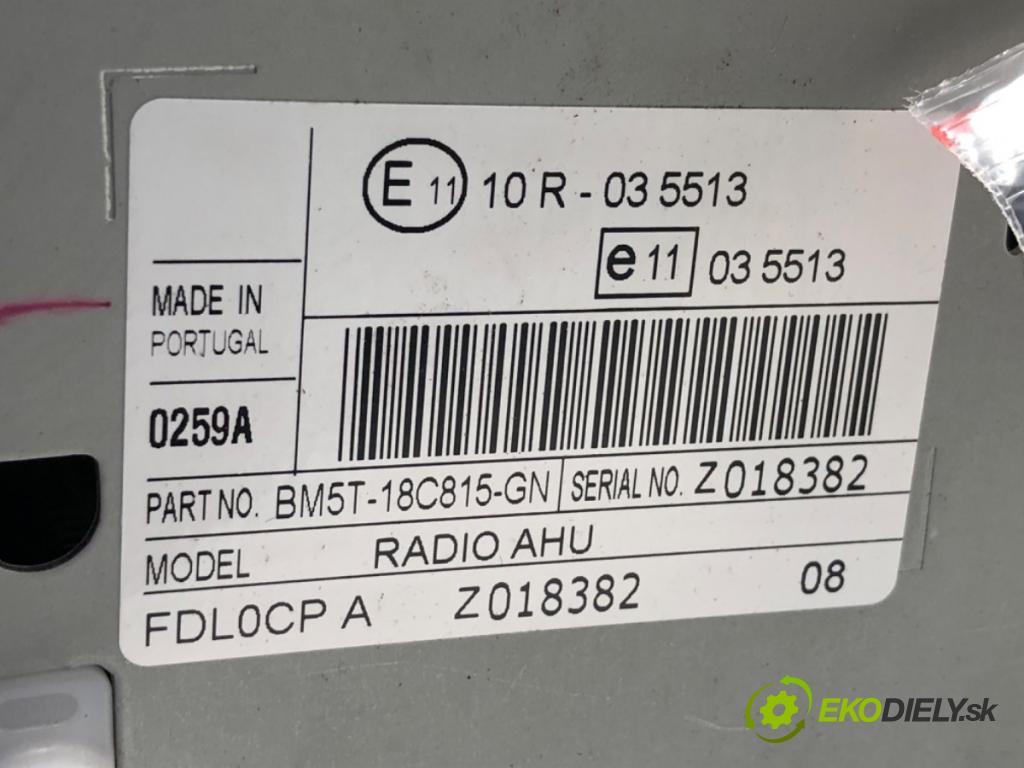 E 11 10 R - 03 5513
e 11 03 5513
MADE IN
PORTUGAL
0259A
PART NO. BM5T-18C815-GN SERIAL NO. Z018382
MODEL RADIO AHU
FDL0CP A Z018382 08
EKODIELY.sk